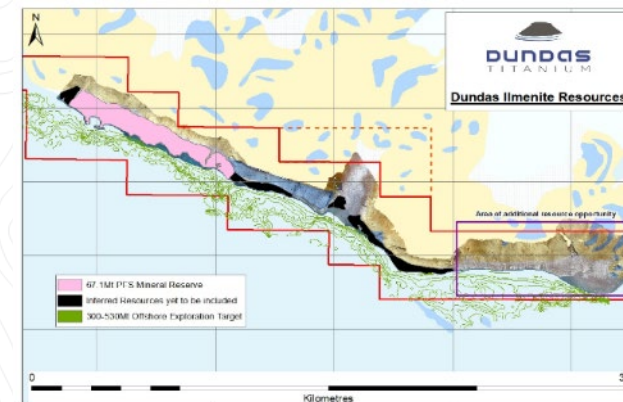 N
DUNDAS
TITANIUM
Dundas Ilmenite Resources
Area of additional resource opportunity
67.1Mt PFS Mineral Reserve
Inferred Resources yet to be included
300-530Mt Offshore Exploration Target
0
3
Kilometres